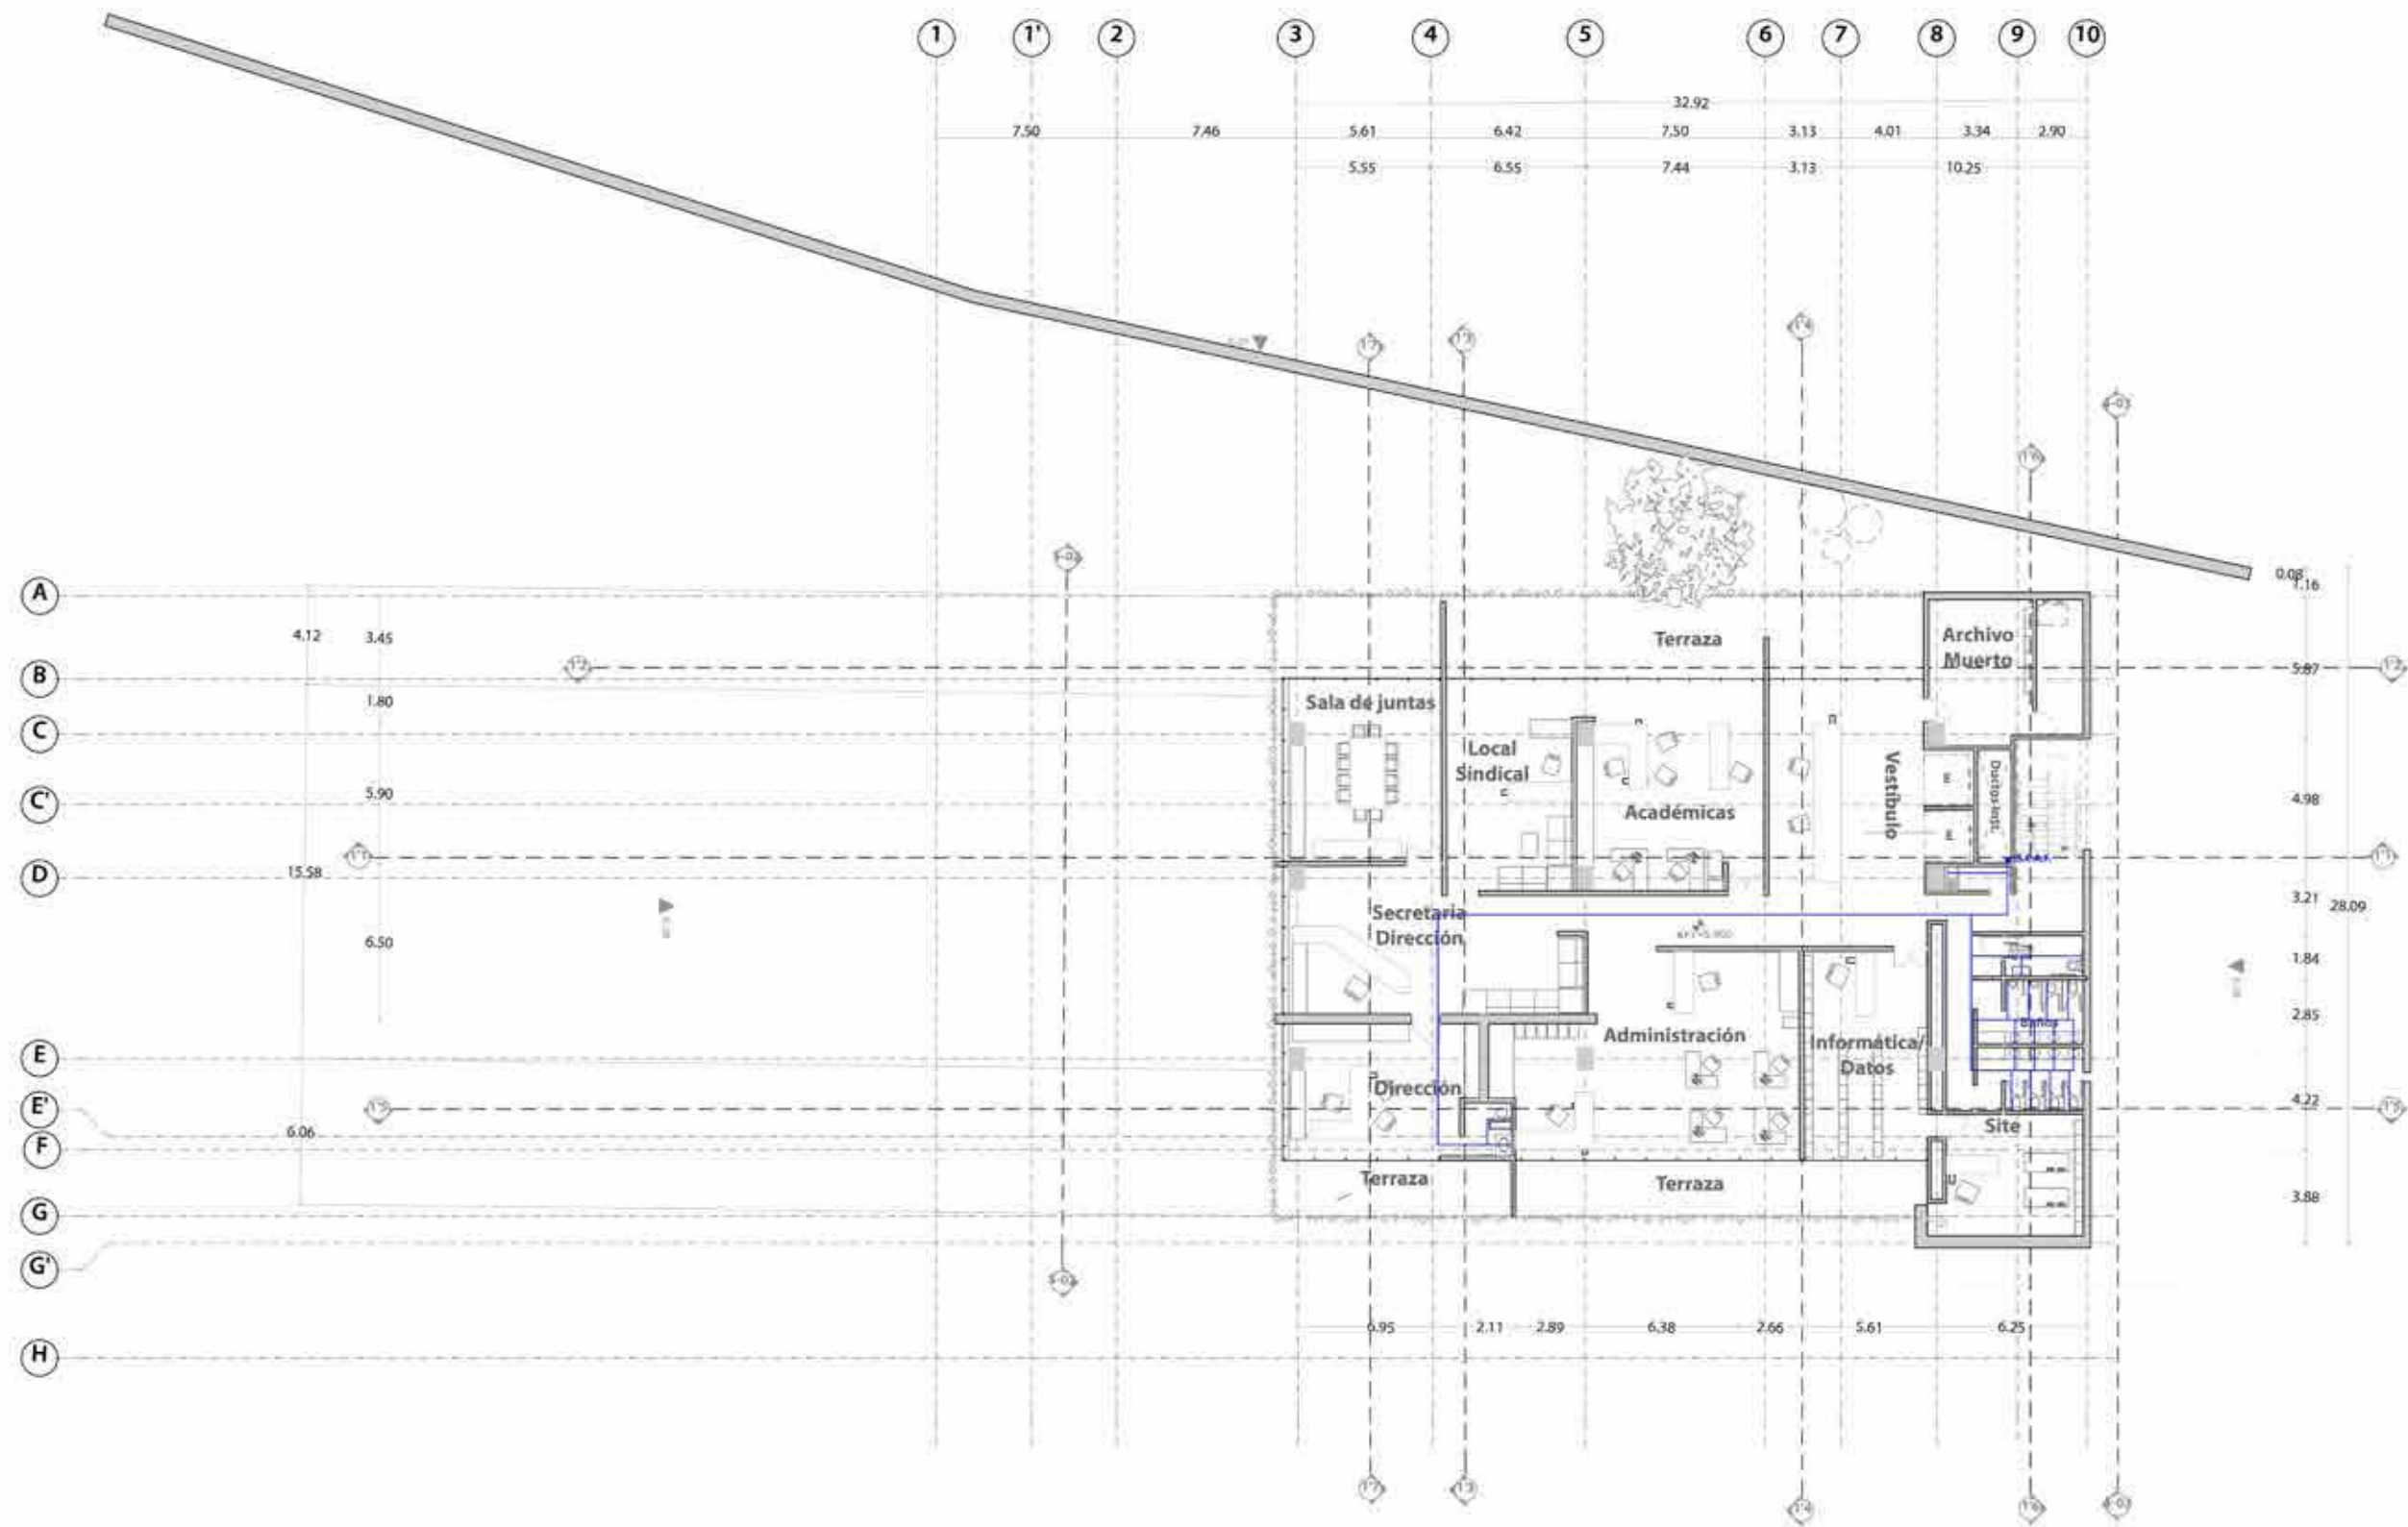 1 1' 2 3 4 5 6 7 8 9 10
32.92
7.50 7.46 5.61 6.42 7.50 3.13 4.01 3.34 2.90
5.55 6.55 7.44 3.13 10.25
A
B
C
C'
D
E
E'
F
G
G'
H
4.12
15.58
6.06
3.45
1.80
5.90
6.50
Terraza
Archivo
Muerto
Sala de juntas
Local
Sindical
Académicas
Vestíbulo
E
E
Ductos Inst.
Secretaria
Dirección
Administración
Informática/
Datos
Baños
Dirección
Site
Terraza
Terraza
0.08
1.16
5.87
4.98
3.21
1.84
2.85
4.22
3.88
28.09
6.95 2.11 2.89 6.38 2.66 5.61 6.25